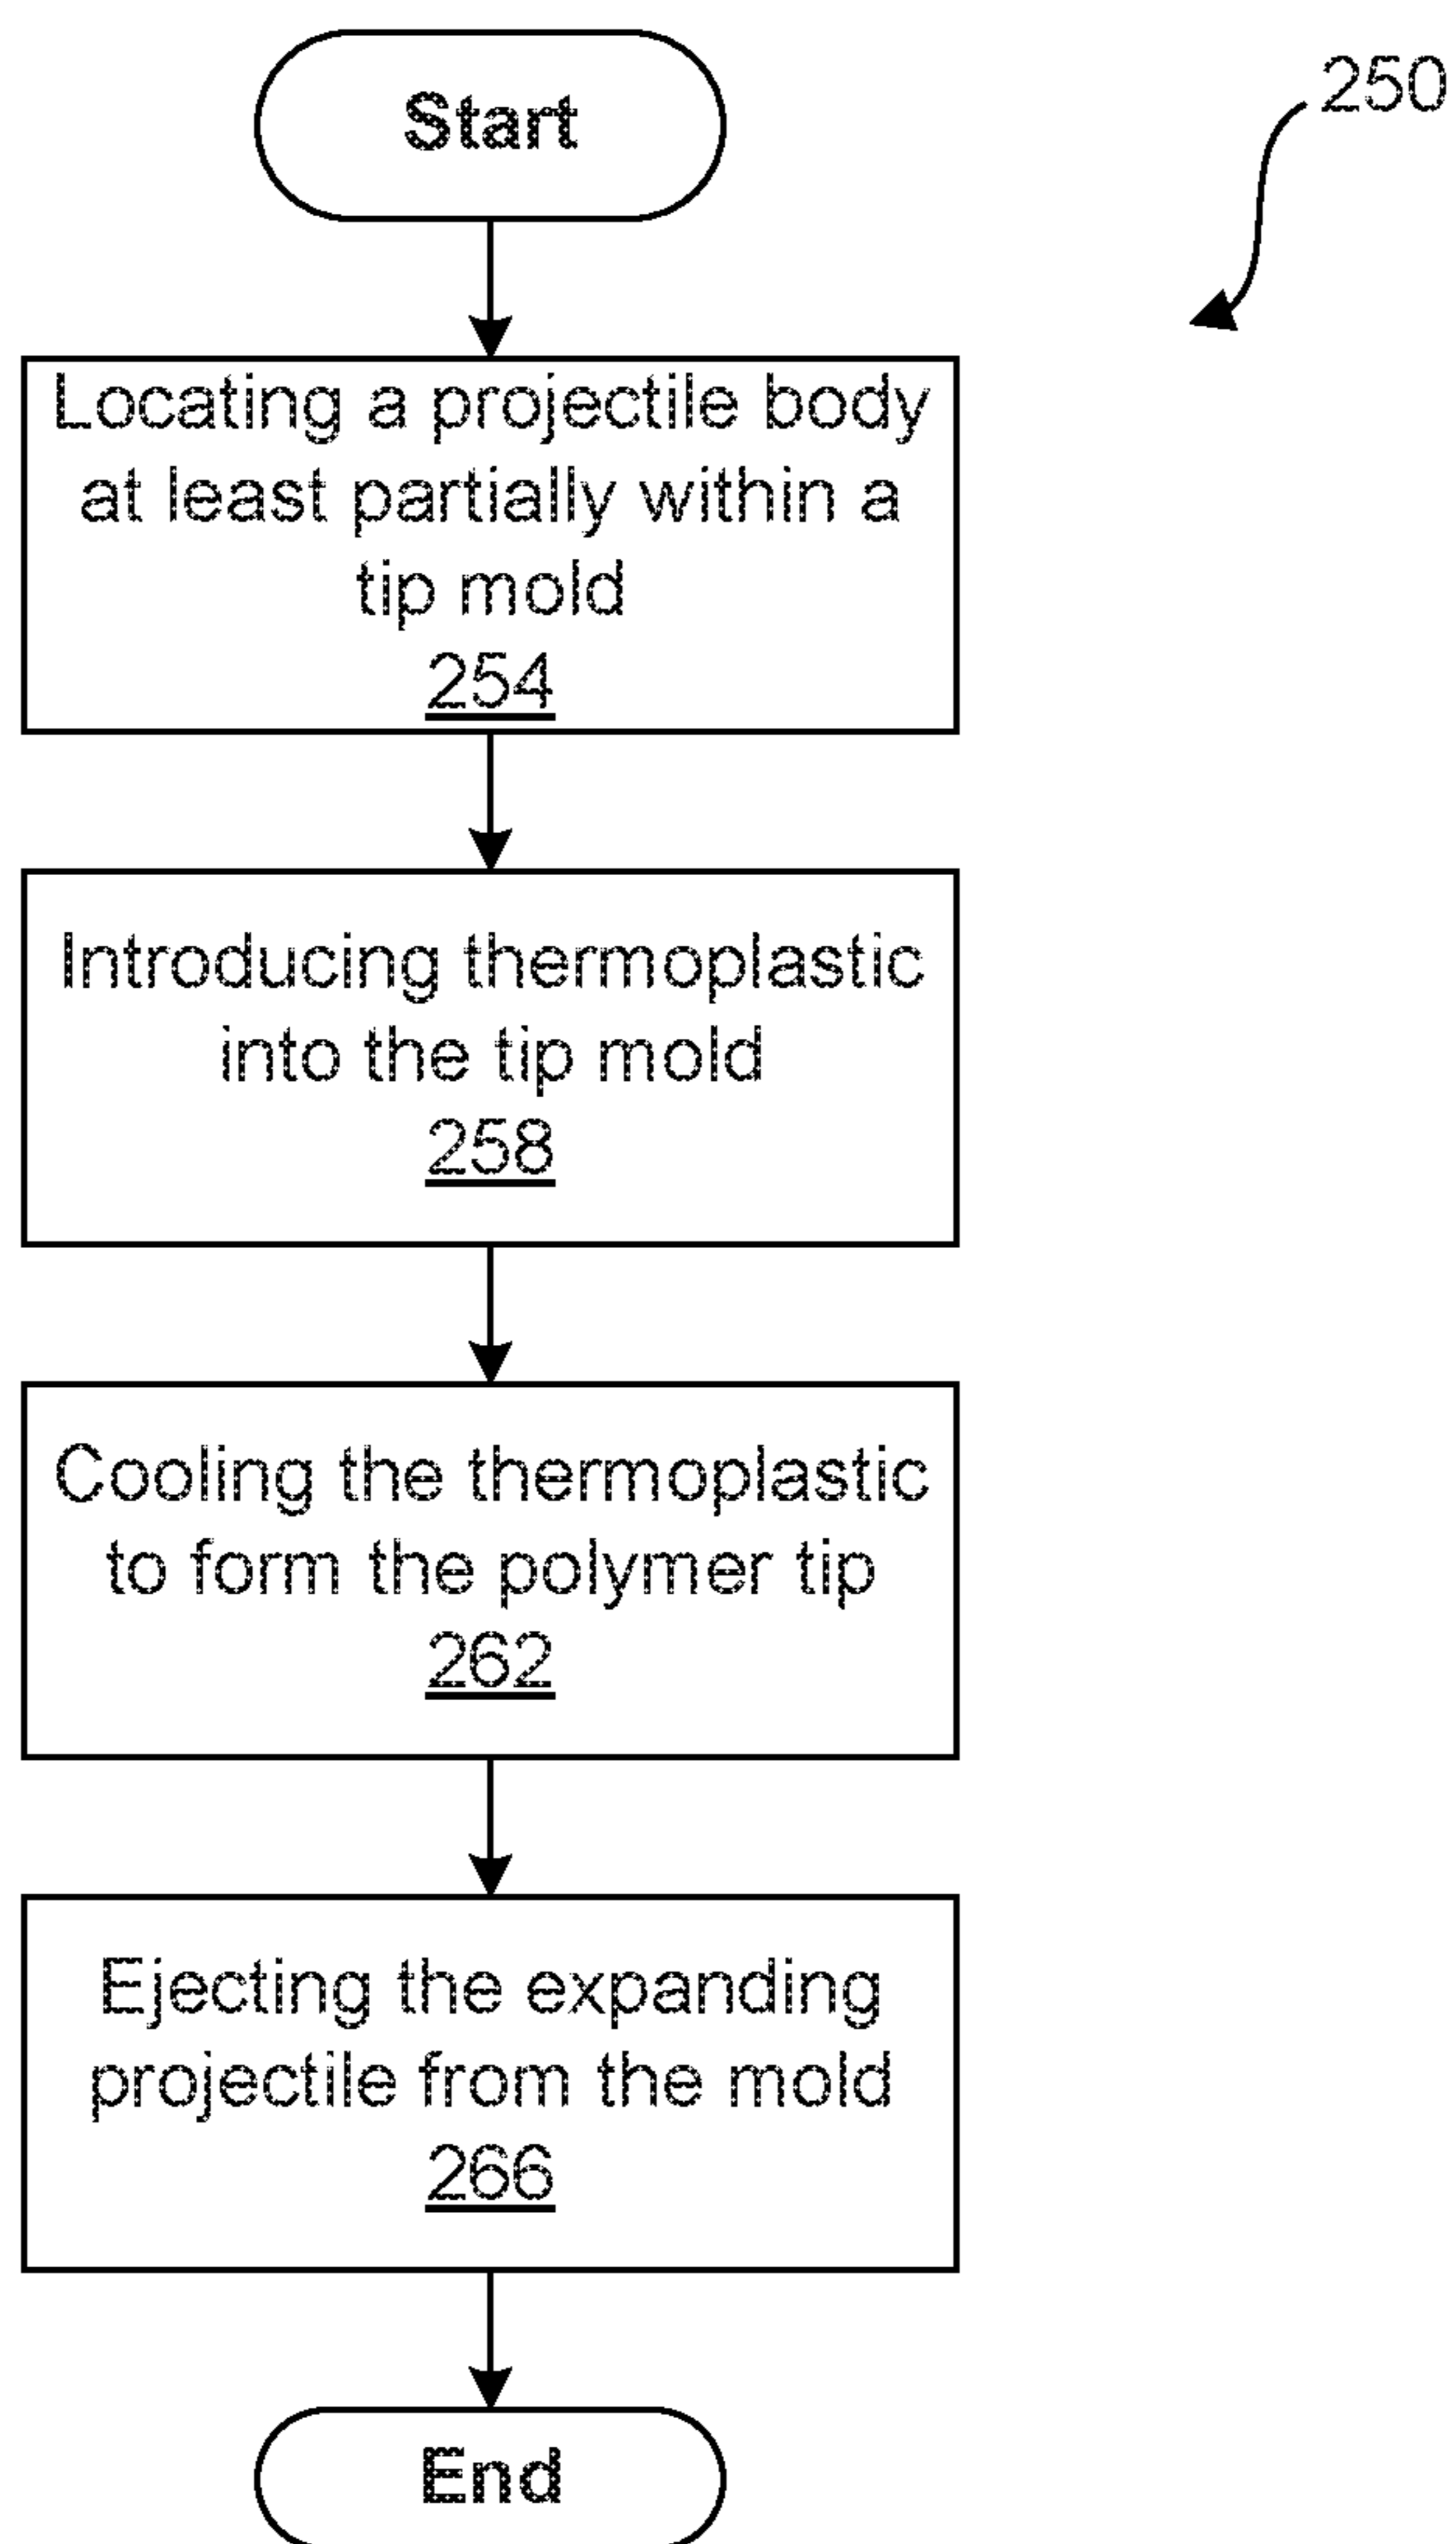 Start
250
Locating a projectile body
at least partially within a
tip mold
254
Introducing thermoplastic
into the tip mold
258
Cooling the thermoplastic
to form the polymer tip
262
Ejecting the expanding
projectile from the mold
266
End